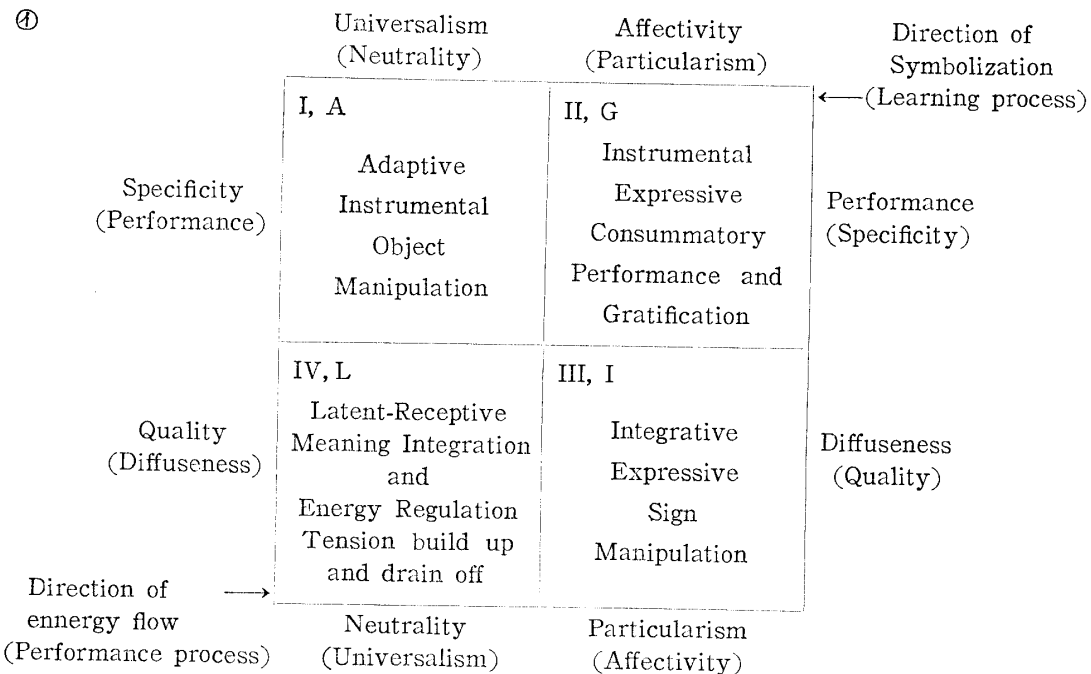 ①
Universalism
(Neutrality)
Affectivity
(Particularism)
Direction of
Symbolization
(Learning process)
Specificity
(Performance)
I, A
Adaptive
Instrumental
Object
Manipulation
II, G
Instrumental
Expressive
Consummatory
Performance and
Gratification
Performance
(Specificity)
Quality
(Diffuseness)
IV, L
Latent-Receptive
Meaning Integration
and
Energy Regulation
Tension build up
and drain off
III, I
Integrative
Expressive
Sign
Manipulation
Diffuseness
(Quality)
Direction of
ennergy flow
(Performance process)
Neutrality
(Universalism)
Particularism
(Affectivity)